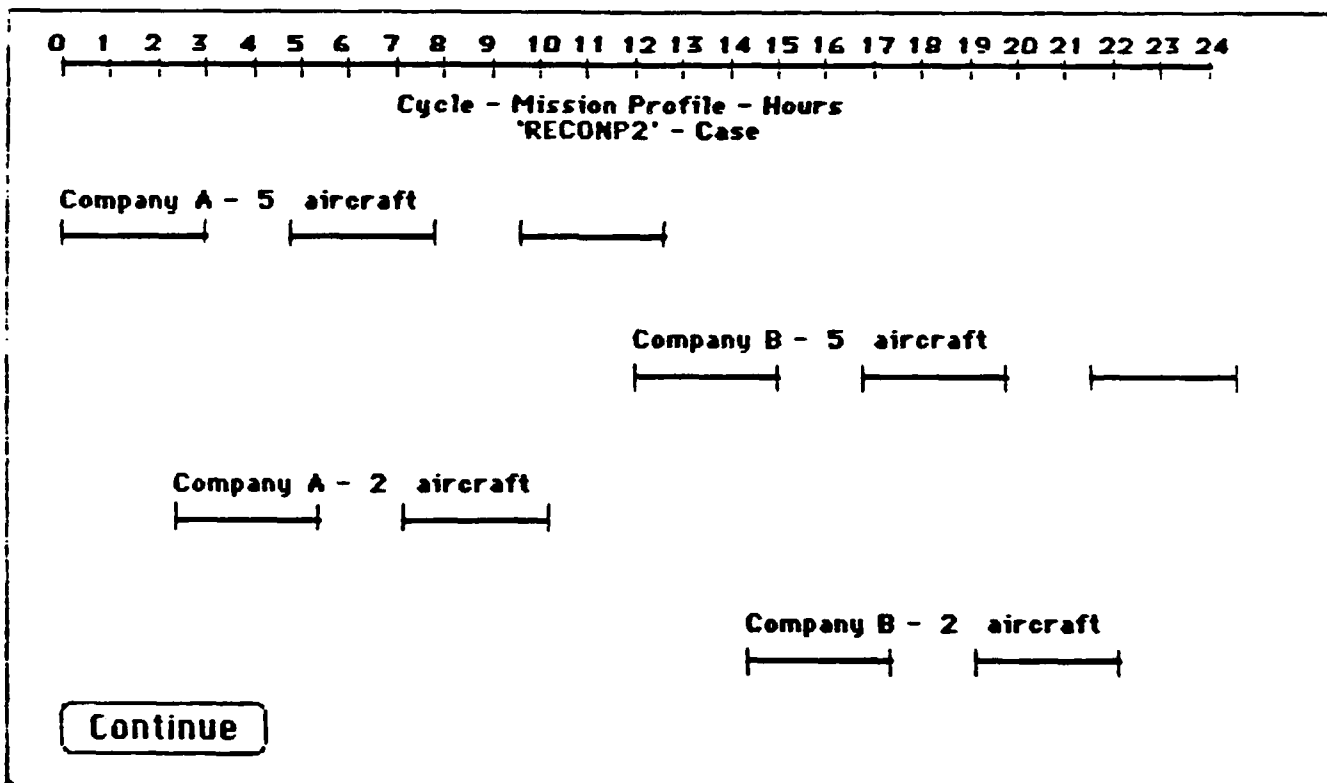 0 1 2 3 4 5 6 7 8 9 10 11 12 13 14 15 16 17 18 19 20 21 22 23 24
Cycle - Mission Profile - Hours
'RECONP2' - Case
Company A - 5 aircraft
Company B - 5 aircraft
Company A - 2 aircraft
Company B - 2 aircraft
Continue